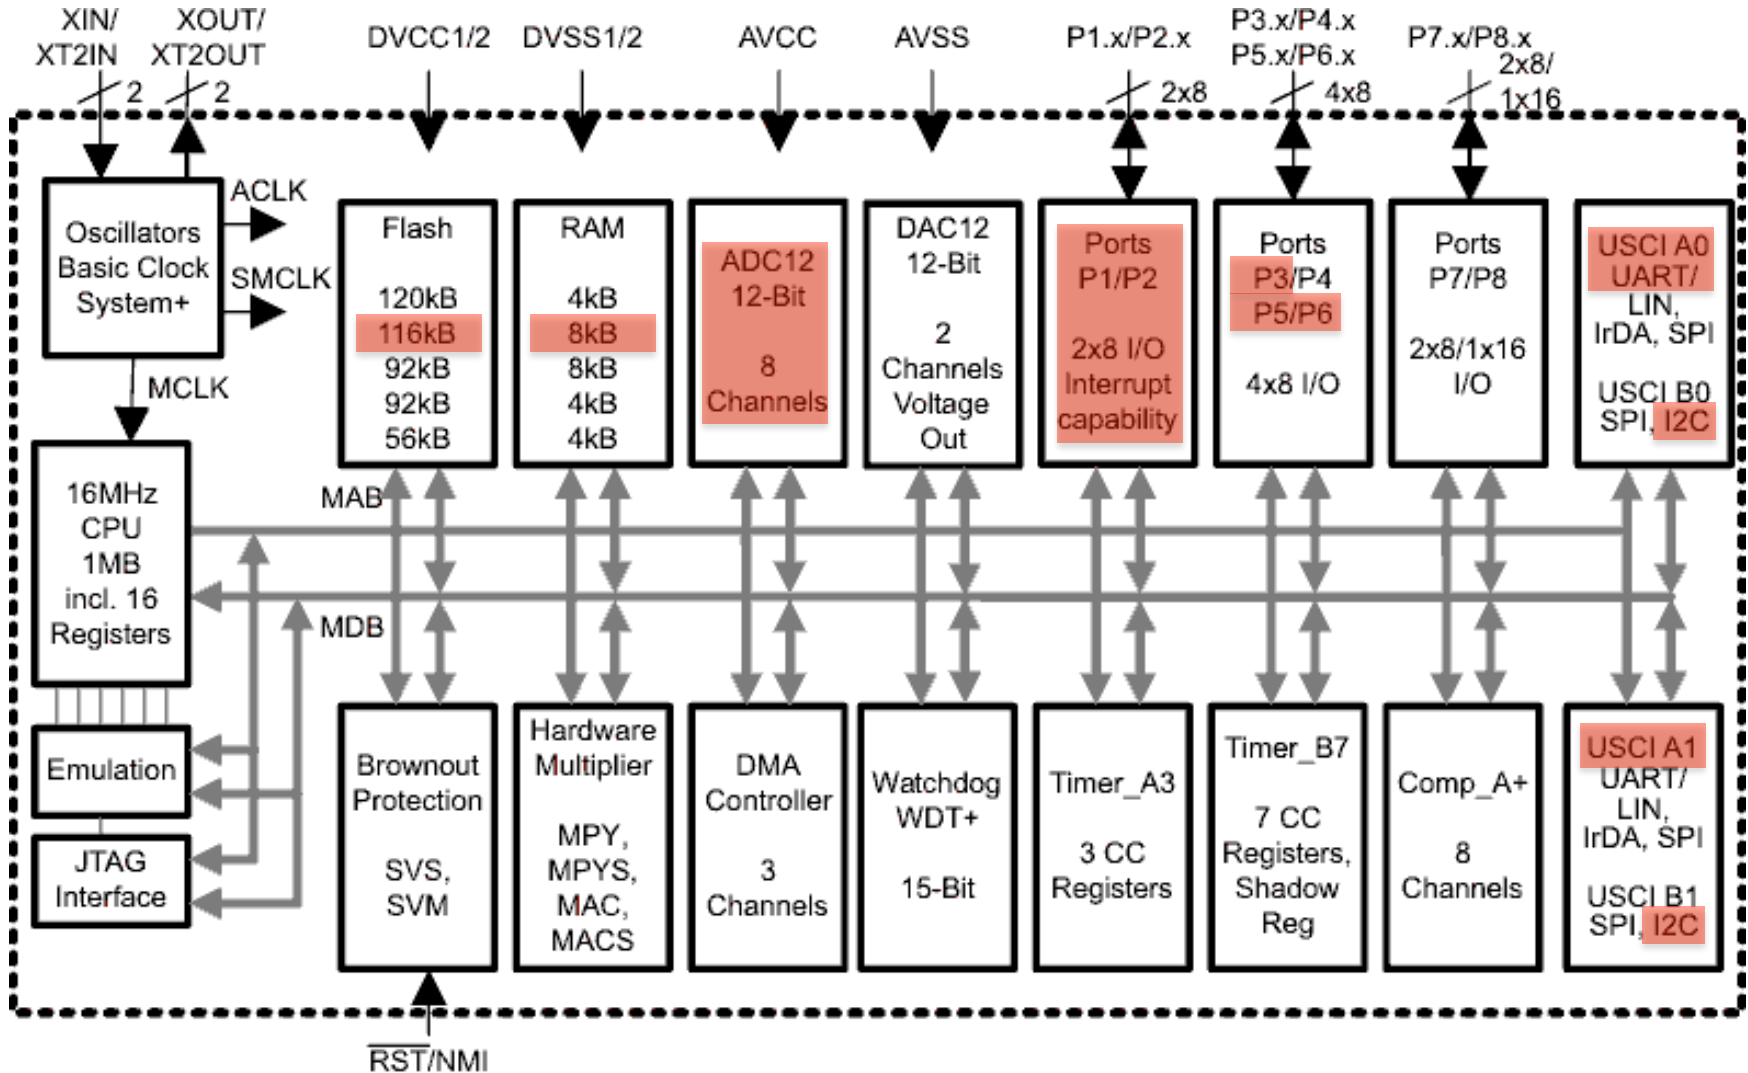 XIN/
XT2IN
XOUT/
XT2OUT
2
2
DVCC1/2
DVSS1/2
AVCC
AVSS
P1.x/P2.x
2x8
P3.x/P4.x
P5.x/P6.x
4x8
P7.x/P8.x
2x8/
1x16
Oscillators
Basic Clock
System+
ACLK
SMCLK
MCLK
Flash
120kB
116kB
92kB
92kB
56kB
RAM
4kB
8kB
8kB
4kB
4kB
ADC12
12-Bit
8
Channels
DAC12
12-Bit
2
Channels
Voltage
Out
Ports
P1/P2
2x8 I/O
Interrupt
capability
Ports
P3/P4
P5/P6
4x8 I/O
Ports
P7/P8
2x8/1x16
I/O
USCI A0
UART/
LIN,
IrDA, SPI
USCI B0
SPI, I2C
16MHz
CPU
1MB
incl. 16
Registers
MAB
MDB
Emulation
JTAG
Interface
Brownout
Protection
SVS,
SVM
Hardware
Multiplier
MPY,
MPYS,
MAC,
MACS
DMA
Controller
3
Channels
Watchdog
WDT+
15-Bit
Timer_A3
3 CC
Registers
Timer_B7
7 CC
Registers,
Shadow
Reg
Comp_A+
8
Channels
USCI A1
UART/
LIN,
IrDA, SPI
USCI B1
SPI, I2C
RST/NMI